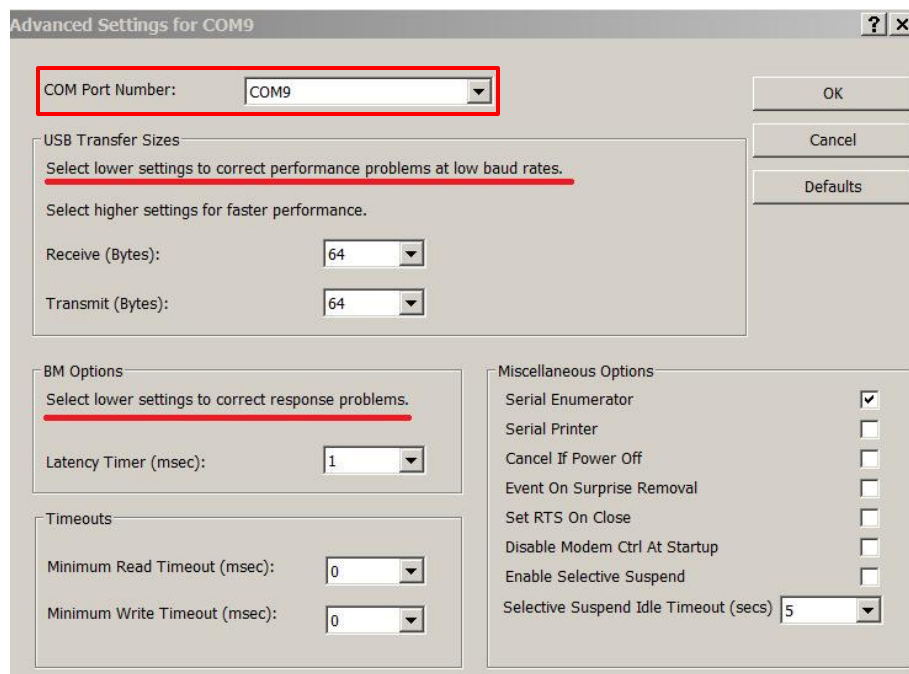 Advanced Settings for COM9
COM Port Number: COM9
OK
USB Transfer Sizes
Cancel
Select lower settings to correct performance problems at low baud rates.
Defaults
Select higher settings for faster performance.
Receive (Bytes): 64
Transmit (Bytes): 64
BM Options
Select lower settings to correct response problems.
Latency Timer (msec): 1
Timeouts
Minimum Read Timeout (msec): 0
Minimum Write Timeout (msec): 0
Miscellaneous Options
Serial Enumerator
Serial Printer
Cancel If Power Off
Event On Surprise Removal
Set RTS On Close
Disable Modem Ctrl At Startup
Enable Selective Suspend
Selective Suspend Idle Timeout (secs) 5